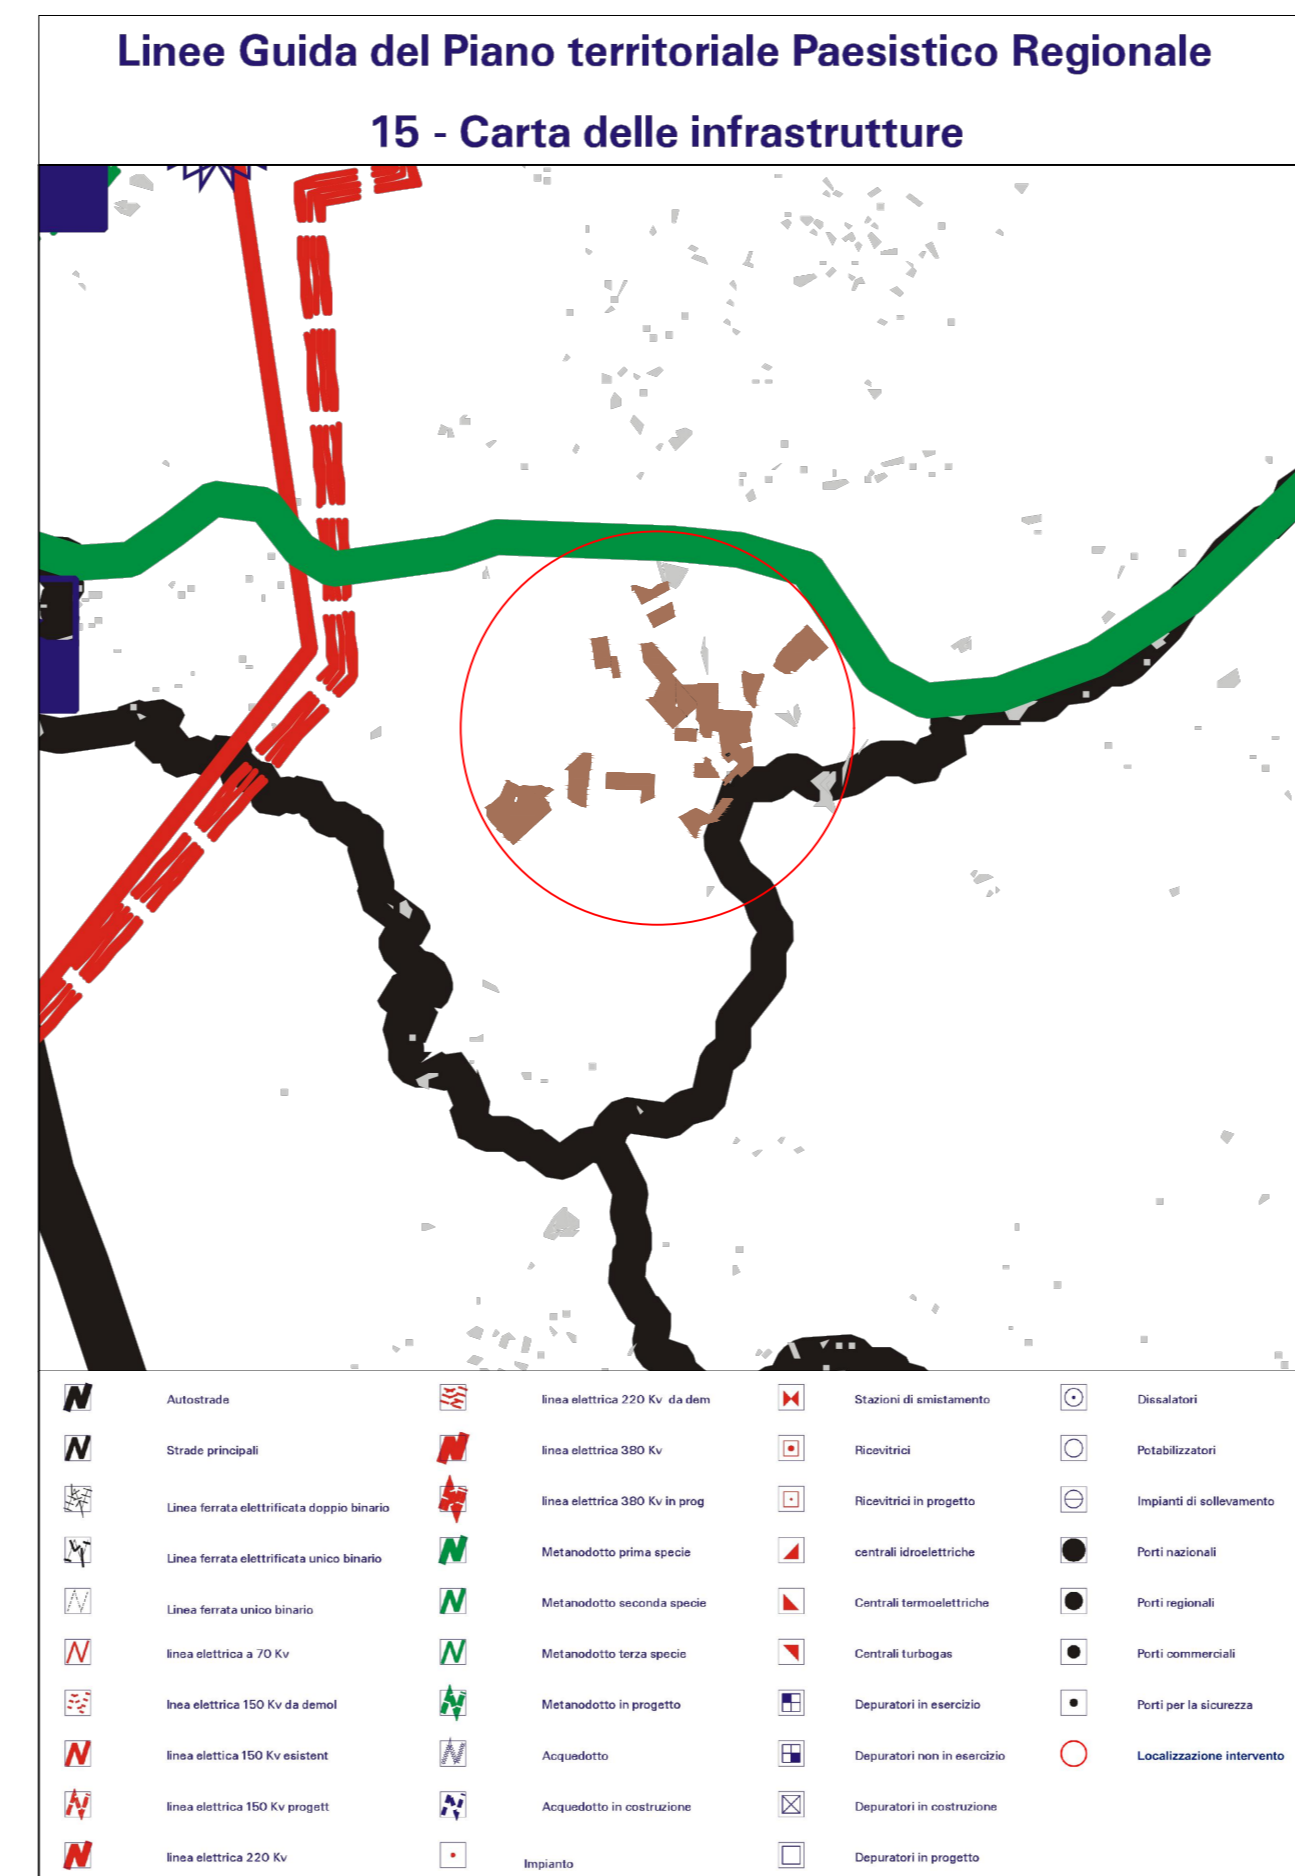 Linee Guida del Piano territoriale Paesistico Regionale
15 - Carta delle infrastrutture
Autostrade
Strade principali
Linea ferrata elettrificata doppio binario
Linea ferrata elettrificata unico binario
Linea ferrata unico binario
linea elettrica a 70 Kv
lnea elettrica 150 Kv da demol
linea elettica 150 Kv esistent
linea elettrica 150 Kv progett
linea elettrica 220 Kv
linea elettrica 220 Kv da dem
linea elettrica 380 Kv
linea elettrica 380 Kv in prog
Metanodotto prima specie
Metanodotto seconda specie
Metanodotto terza specie
Metanodotto in progetto
Acquedotto
Acquedotto in costruzione
Impianto
Stazioni di smistamento
Ricevitrici
Ricevitrici in progetto
centrali idroelettriche
Centrali termoelettriche
Centrali turbogas
Depuratori in esercizio
Depuratori non in esercizio
Depuratori in costruzione
Depuratori in progetto
Dissalatori
Potabilizzatori
Impianti di sollevamento
Porti nazionali
Porti regionali
Porti commerciali
Porti per la sicurezza
Localizzazione intervento